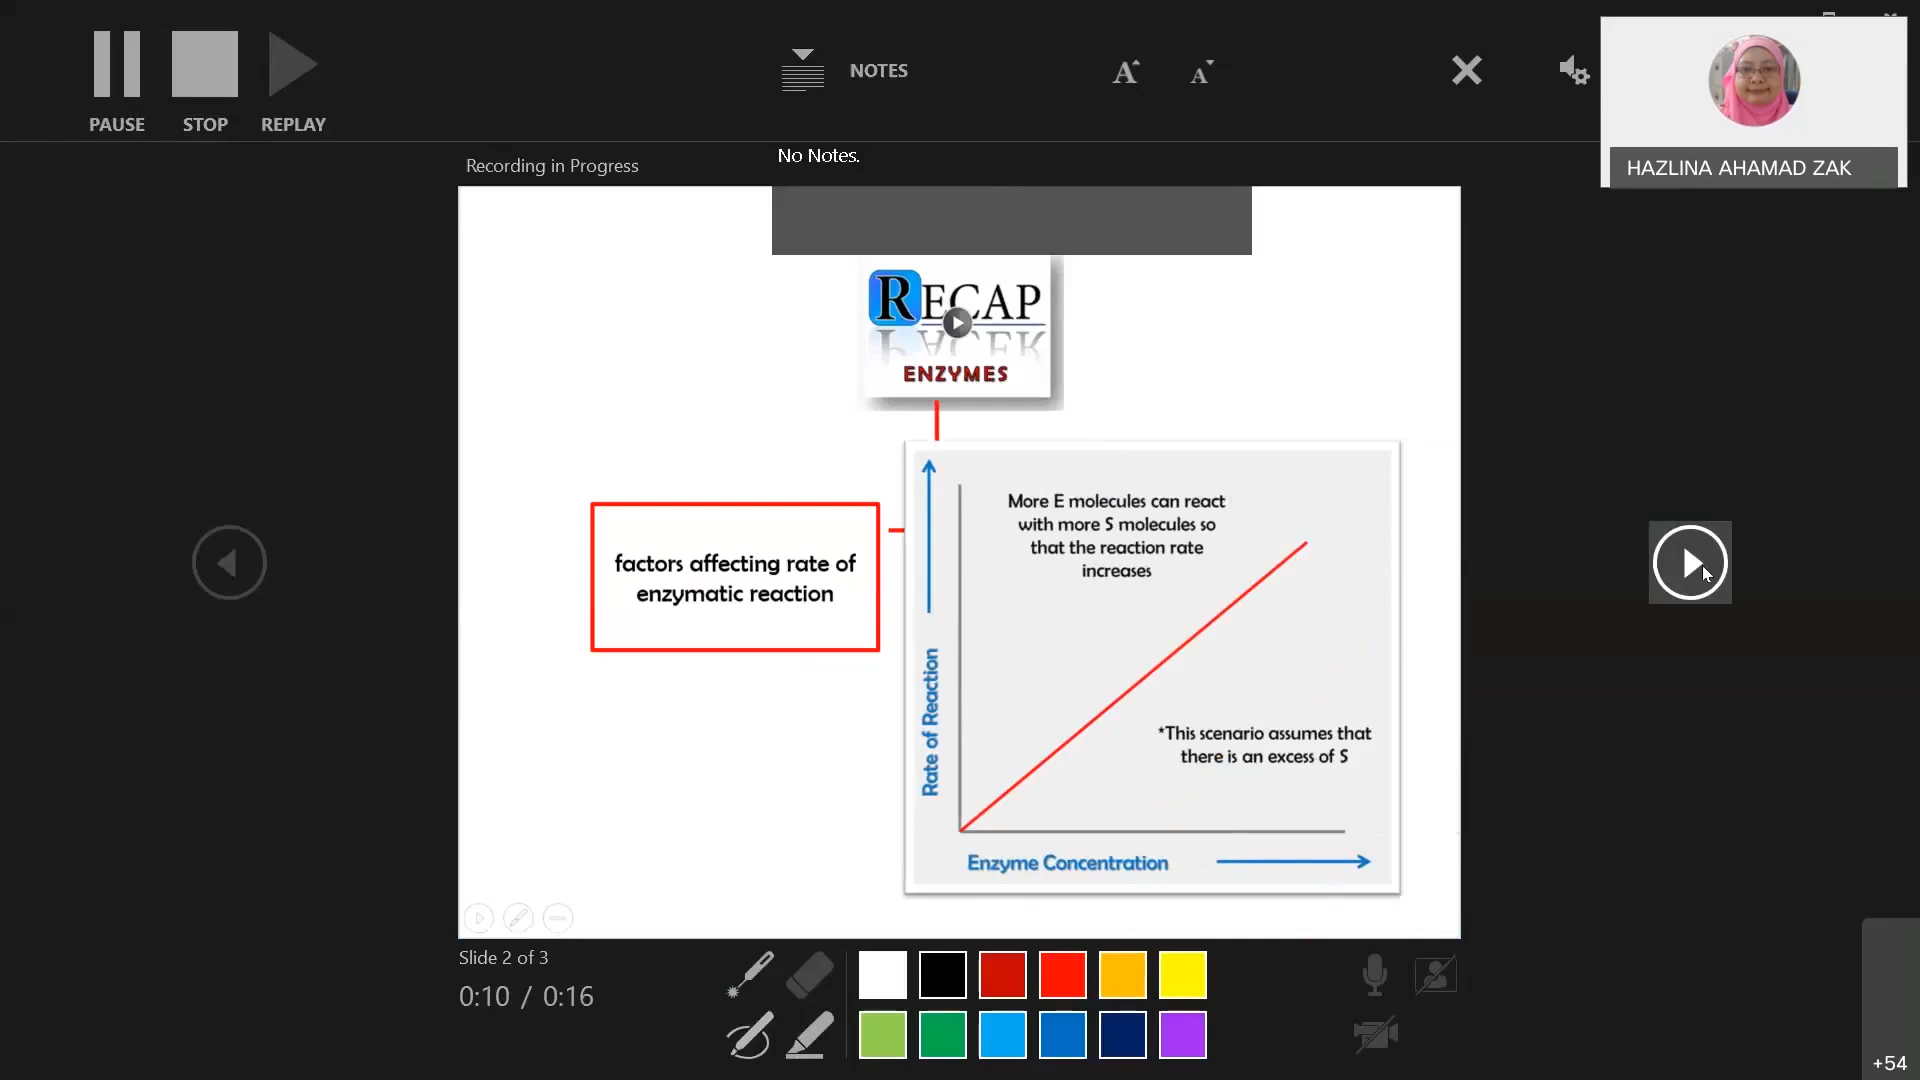 PAUSE
STOP
REPLAY
NOTES
A
A
HAZLINA AHAMAD ZAK
Recording in Progress
No Notes.
RECAP
ENZYMES
factors affecting rate of
enzymatic reaction
More E molecules can react
with more S molecules so
that the reaction rate
increases
Rate of Reaction
*This scenario assumes that
there is an excess of S
Enzyme Concentration
Slide 2 of 3
0:10 / 0:16
+54